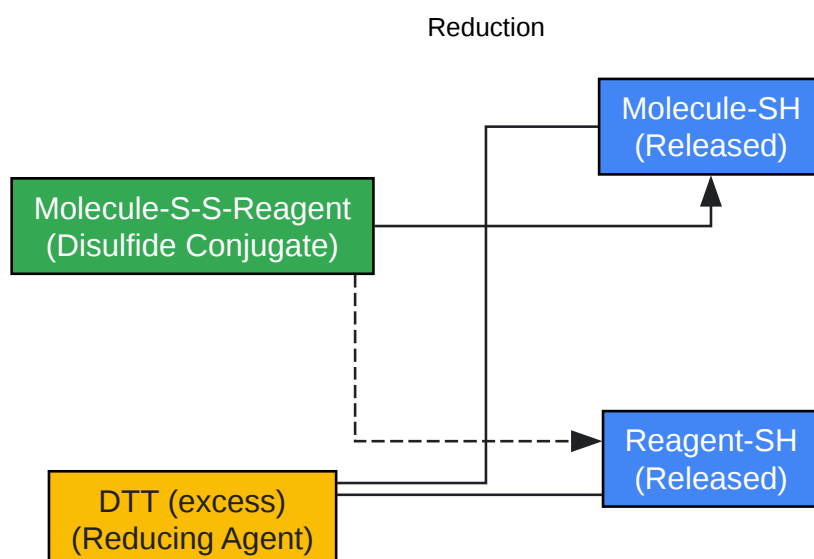 Reduction
Molecule-SH
(Released)
Molecule-S-S-Reagent
(Disulfide Conjugate)
Reagent-SH
(Released)
DTT (excess)
(Reducing Agent)